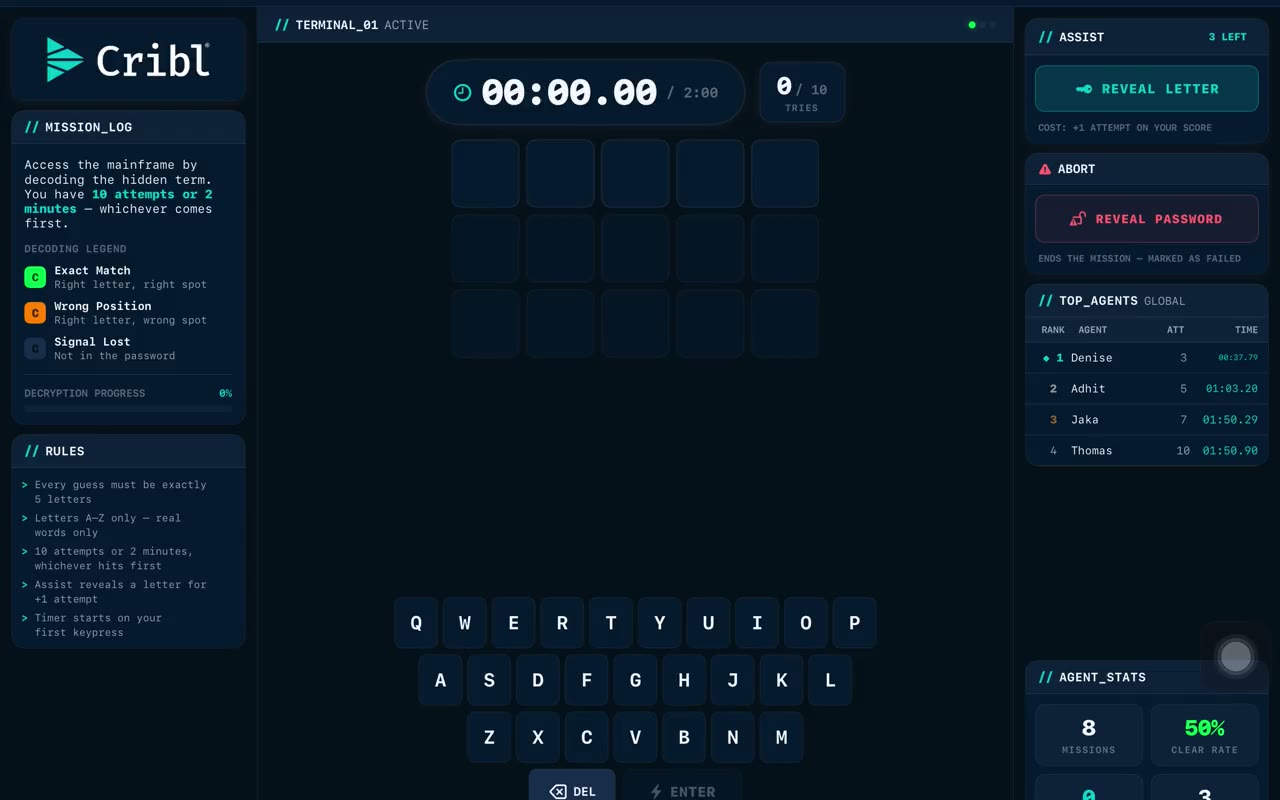 Cribl
// MISSION_LOG
Access the mainframe by
decoding the hidden term.
You have 10 attempts or 2
minutes — whichever comes
first.
DECODING LEGEND
C Exact Match
Right letter, right spot
C Wrong Position
Right letter, wrong spot
C Signal Lost
Not in the password
DECRYPTION PROGRESS 0%
// RULES
> Every guess must be exactly
5 letters
> Letters A–Z only — real
words only
> 10 attempts or 2 minutes,
whichever hits first
> Assist reveals a letter for
+1 attempt
> Timer starts on your
first keypress
// TERMINAL_01 ACTIVE
00:00.00 / 2:00
0 / 10
TRIES
Q W E R T Y U I O P
A S D F G H J K L
Z X C V B N M
DEL ENTER
// ASSIST 3 LEFT
REVEAL LETTER
COST: +1 ATTEMPT ON YOUR SCORE
ABORT
REVEAL PASSWORD
ENDS THE MISSION — MARKED AS FAILED
// TOP_AGENTS GLOBAL
RANK AGENT ATT TIME
◆ 1 Denise 3 00:37.79
2 Adhit 5 01:03.20
3 Jaka 7 01:50.29
4 Thomas 10 01:50.90
// AGENT_STATS
8 50%
MISSIONS CLEAR RATE
0 3